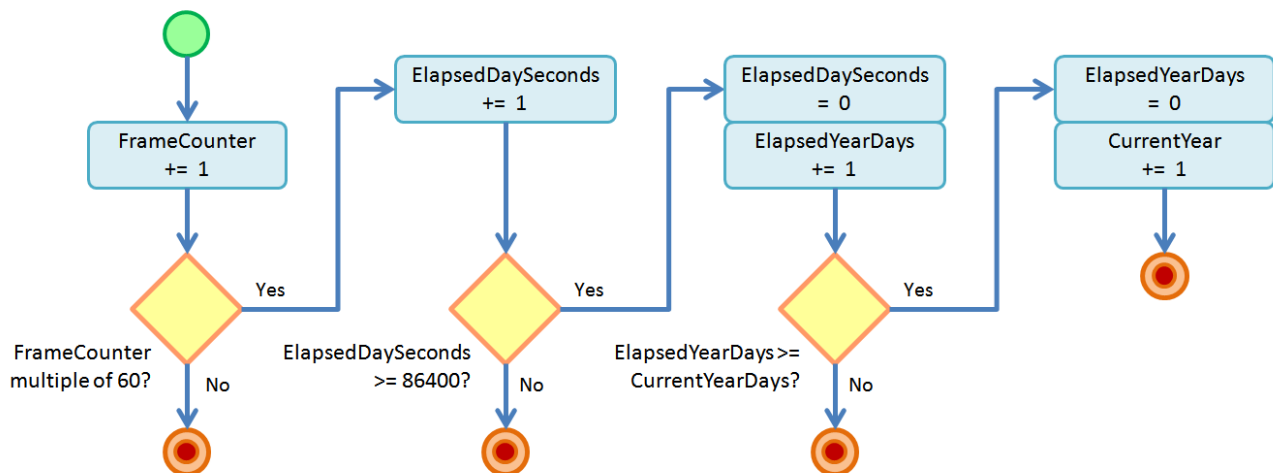 FrameCounter
+= 1
FrameCounter
multiple of 60?
Yes
No
ElapsedDaySeconds
+= 1
ElapsedDaySeconds
>= 86400?
Yes
No
ElapsedDaySeconds
= 0
ElapsedYearDays
+= 1
ElapsedYearDays >=
CurrentYearDays?
Yes
No
ElapsedYearDays
= 0
CurrentYear
+= 1